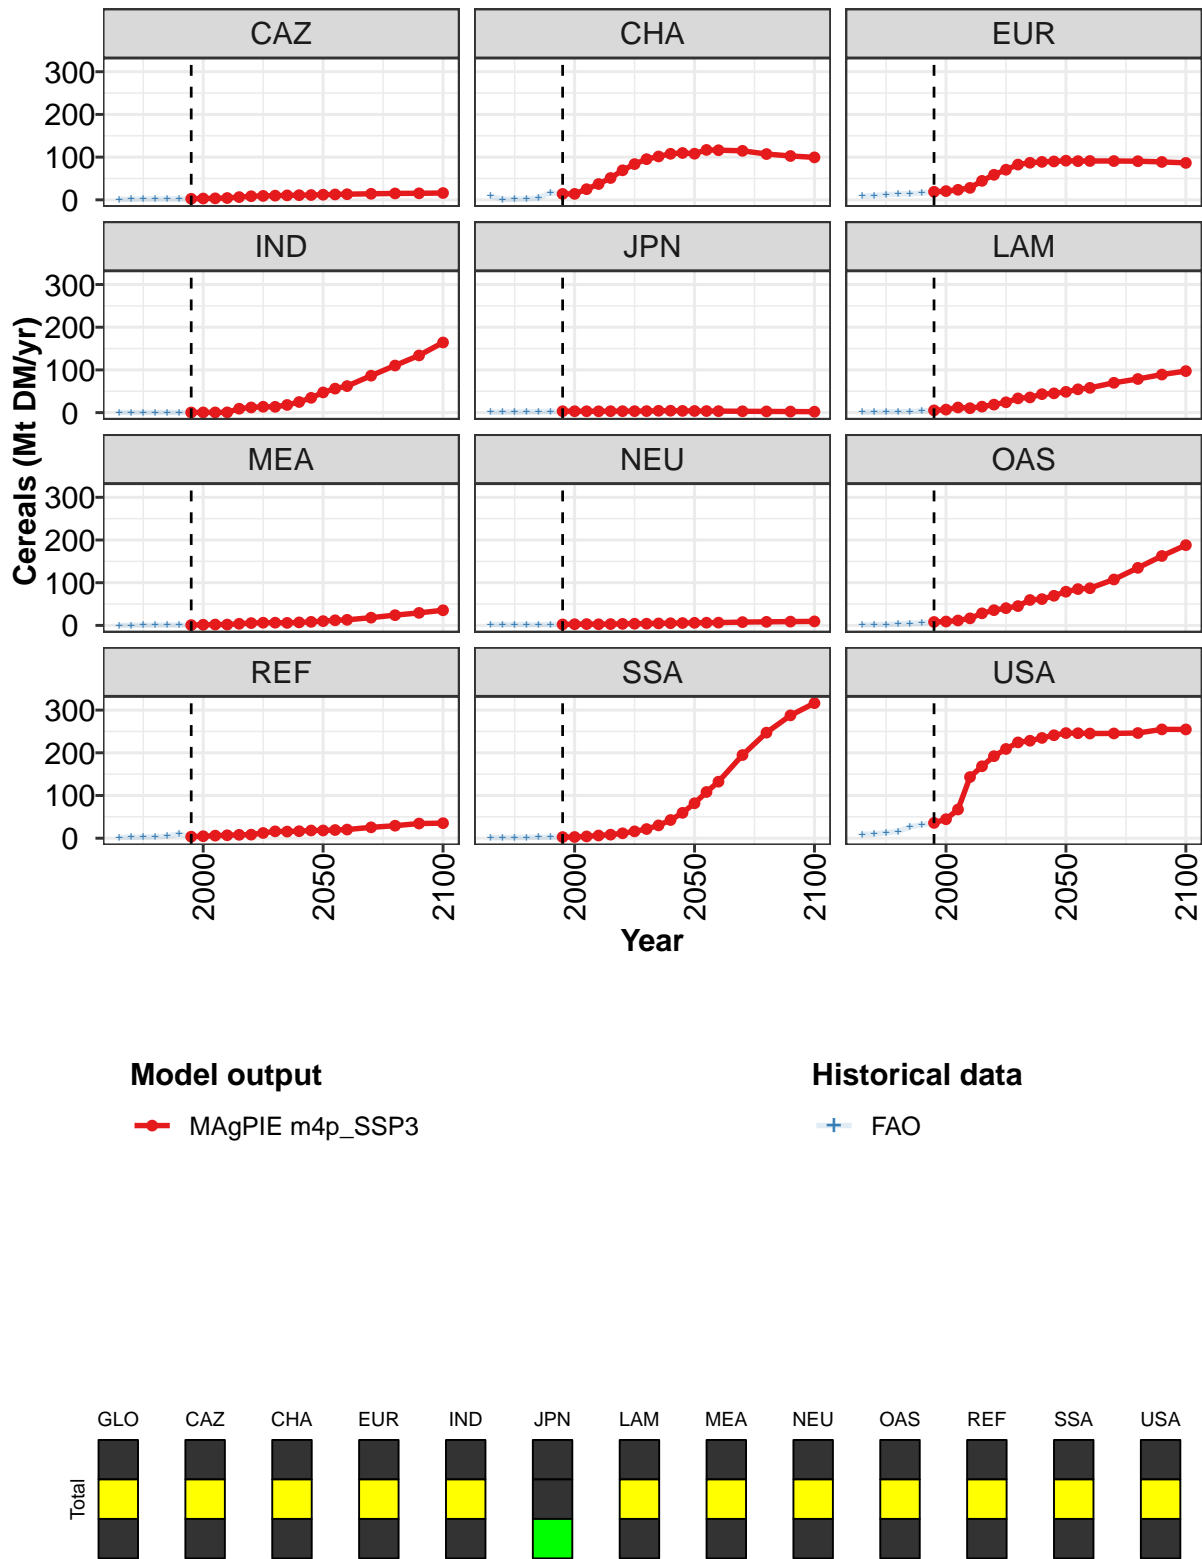 CAZ CHA EUR
300
200
100
0
IND JPN LAM
300
200
100
0
MEA NEU OAS
300
200
100
0
REF SSA USA
300
200
100
0
Cereals (Mt DM/yr)
2000 2050 2100 2000 2050 2100 2000 2050 2100
Year
Model output Historical data
MAgPIE m4p_SSP3 FAO
GLO CAZ CHA EUR IND JPN LAM MEA NEU OAS REF SSA USA
Total